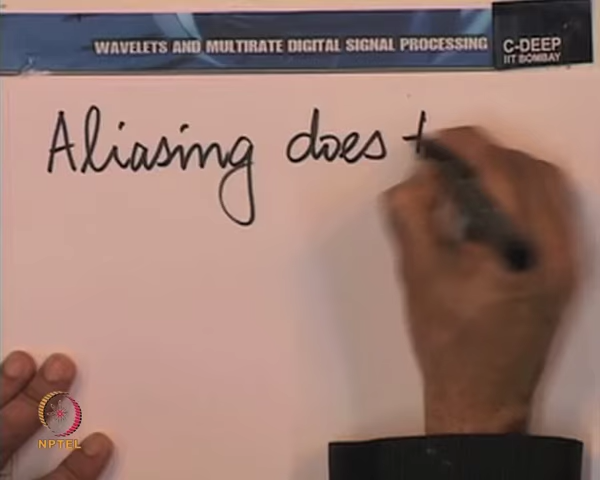 WAVELETS AND MULTIRATE DIGITAL SIGNAL PROCESSING
C-DEEP
IIT BOMBAY
Aliasing does t
NPTEL